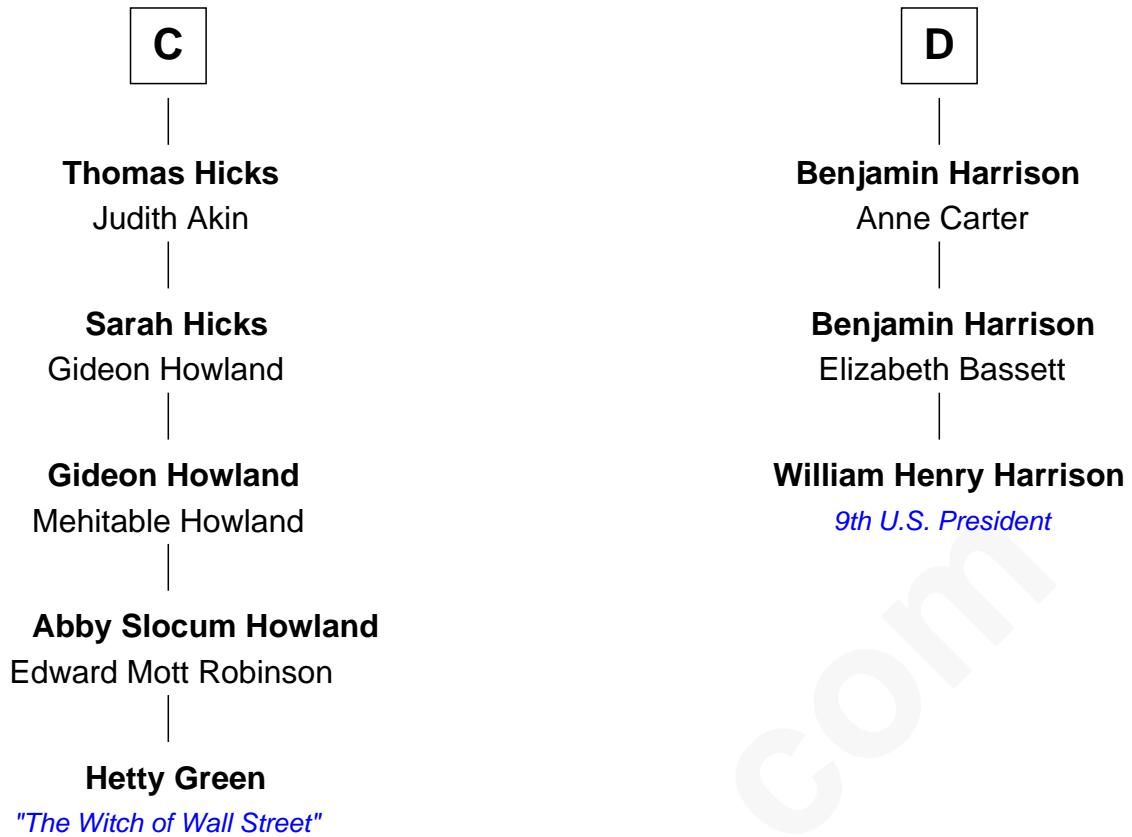 C
Thomas Hicks
Judith Akin
Sarah Hicks
Gideon Howland
Gideon Howland
Mehitable Howland
Abby Slocum Howland
Edward Mott Robinson
Hetty Green
"The Witch of Wall Street"
D
Benjamin Harrison
Anne Carter
Benjamin Harrison
Elizabeth Bassett
William Henry Harrison
9th U.S. President
com